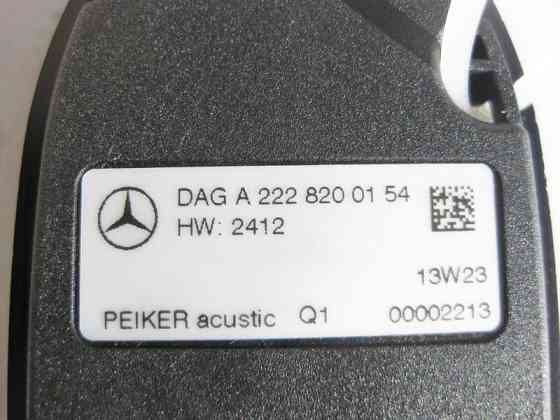 DAG A 222 820 01 54
HW: 2412
13W23
PEIKER acustic Q1 00002213